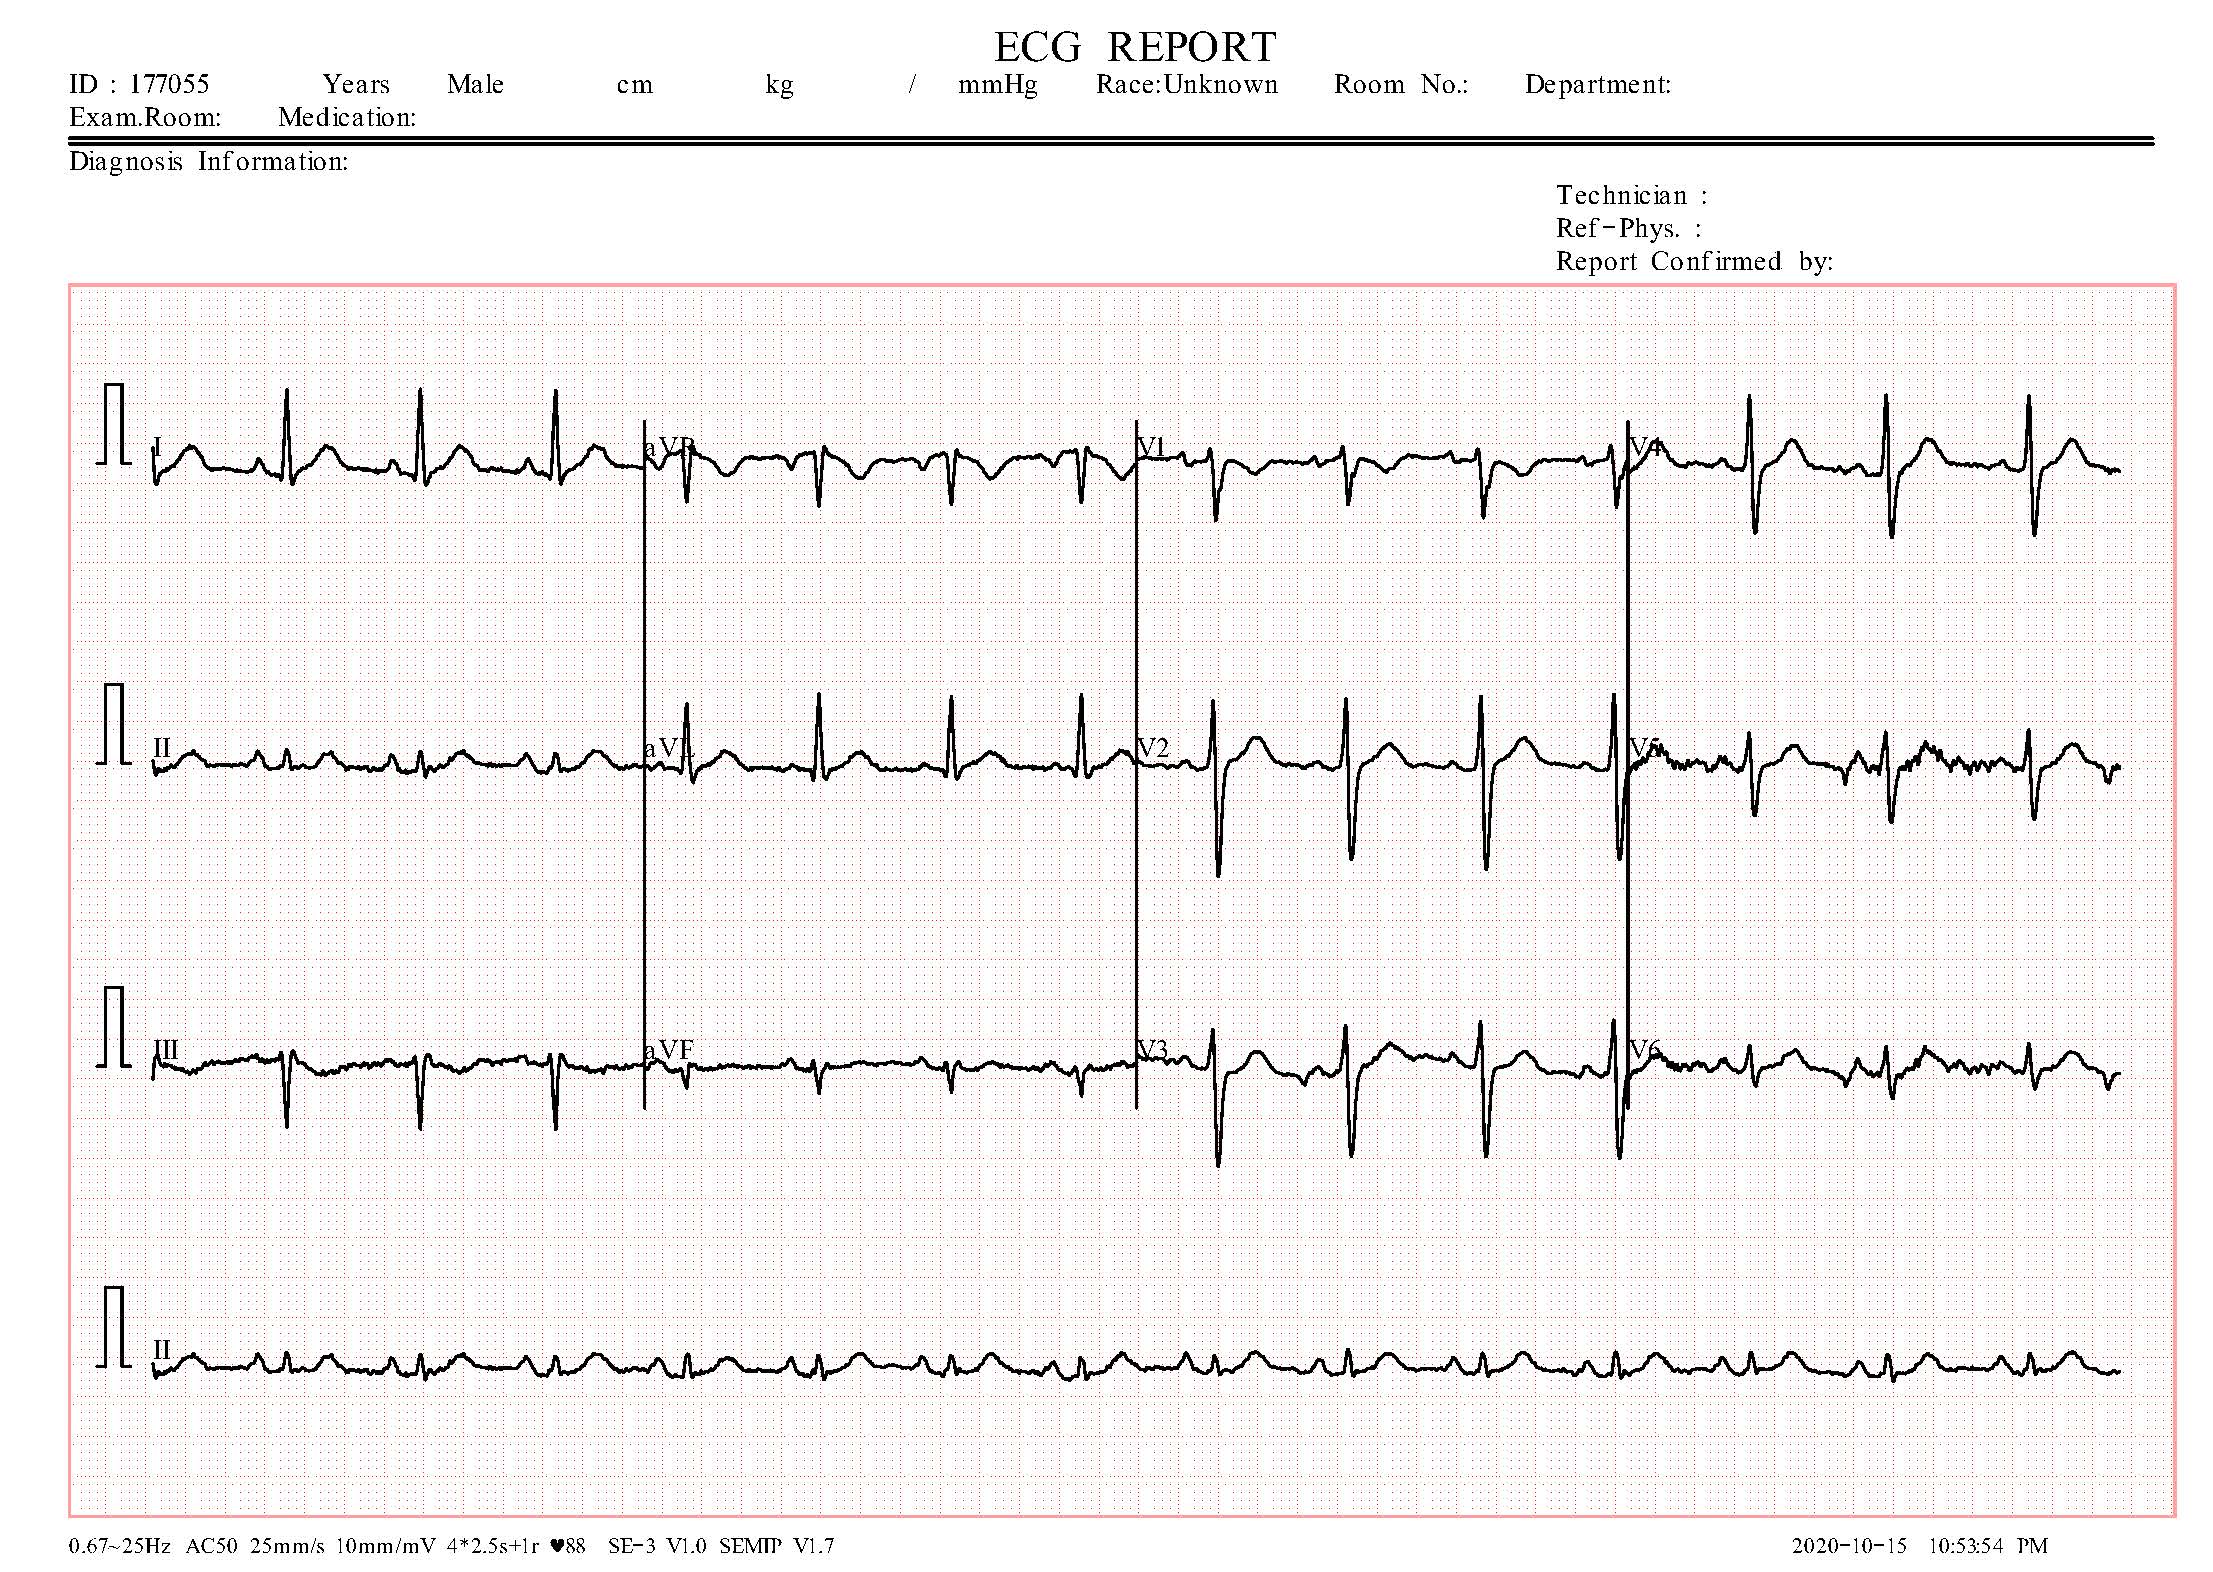 ECG REPORT
ID : 177055 Years Male cm kg / mmHg Race:Unknown Room No.: Department:
Exam.Room: Medication:
Diagnosis Information:
Technician :
Ref-Phys. :
Report Confirmed by:
I aVR V1 V4
II aVL V2 V5
III aVF V3 V6
II
0.67~25Hz AC50 25mm/s 10mm/mV 4*2.5s+1r ♥88 SE-3 V1.0 SEMIP V1.7 2020-10-15 10:53:54 PM